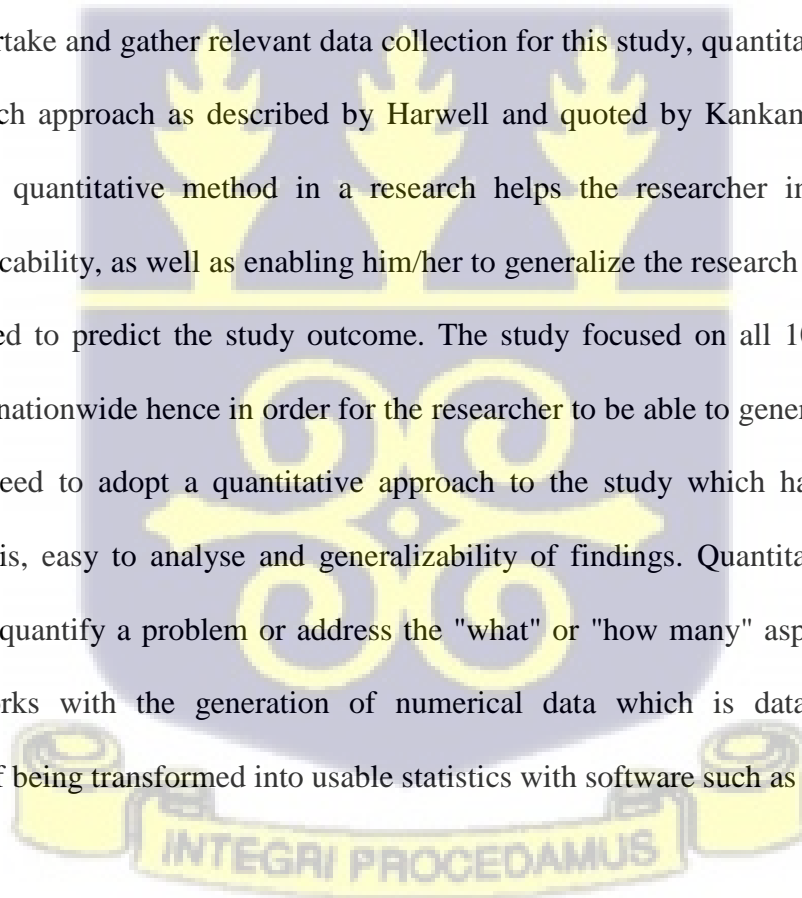 rtake and gather relevant data collection for this study, quantita
ch approach as described by Harwell and quoted by Kankam
quantitative method in a research helps the researcher in
cability, as well as enabling him/her to generalize the research
ed to predict the study outcome. The study focused on all 10
nationwide hence in order for the researcher to be able to gener
eed to adopt a quantitative approach to the study which ha
is, easy to analyse and generalizability of findings. Quantita
quantify a problem or address the "what" or "how many" asp
rks with the generation of numerical data which is data
f being transformed into usable statistics with software such as
INTEGRI PROCEDAMUS